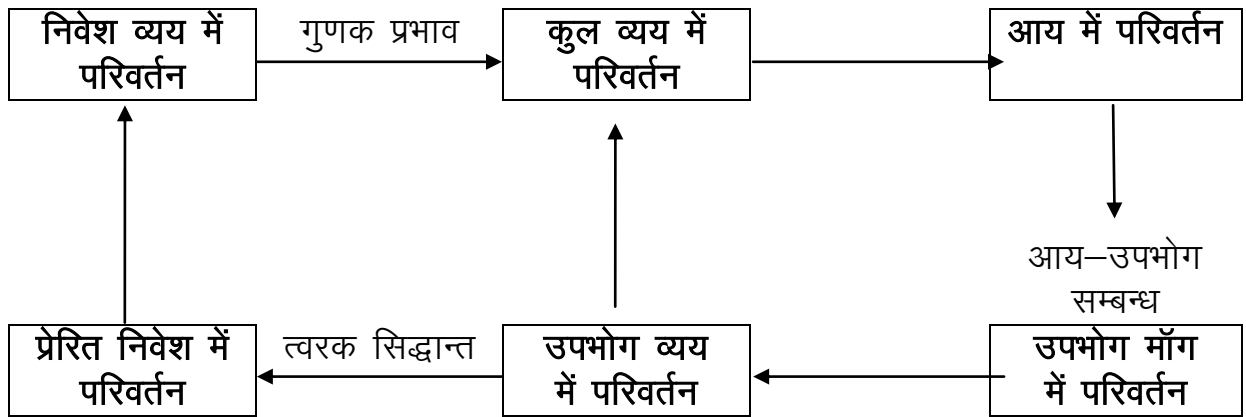 निवेश व्यय में
परिवर्तन
गुणक प्रभाव
कुल व्यय में
परिवर्तन
आय में परिवर्तन
आय–उपभोग
सम्बन्ध
प्रेरित निवेश में
परिवर्तन
त्वरक सिद्धान्त
उपभोग व्यय
में परिवर्तन
उपभोग मॉग
में परिवर्तन